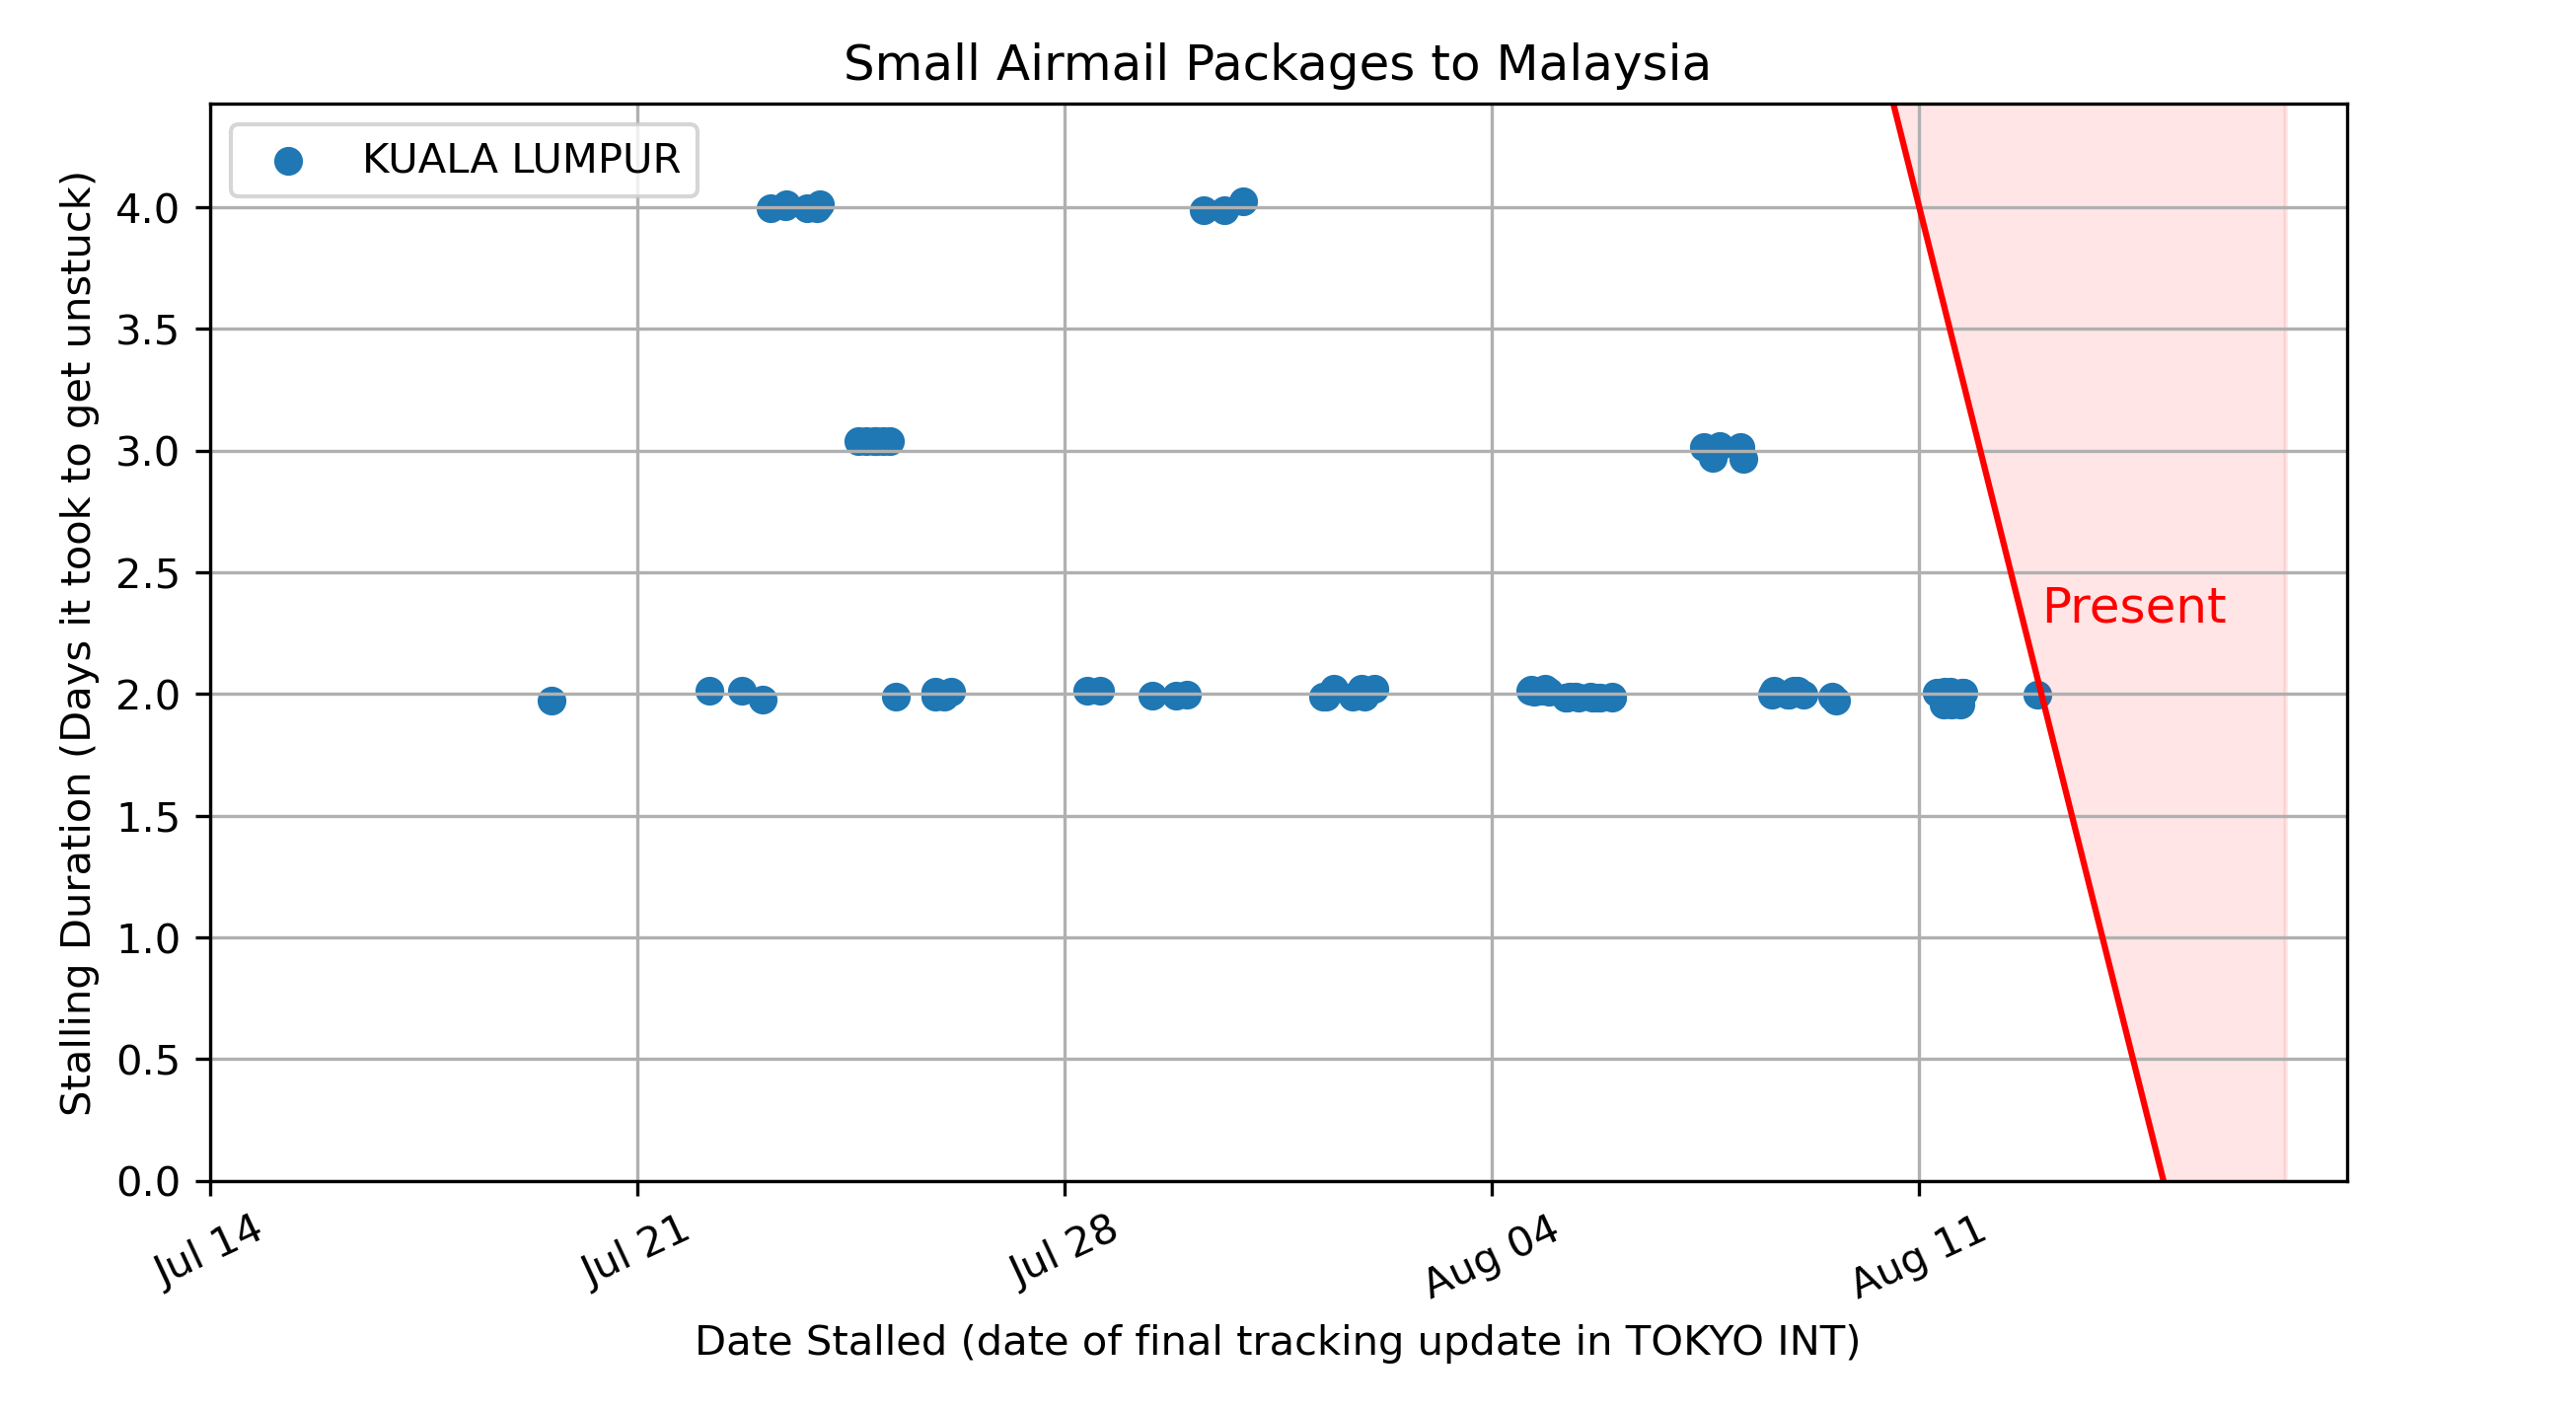 Small Airmail Packages to Malaysia
KUALA LUMPUR
Stalling Duration (Days it took to get unstuck)
4.0
3.5
3.0
2.5
2.0
1.5
1.0
0.5
0.0
Present
Jul 14
Jul 21
Jul 28
Aug 04
Aug 11
Date Stalled (date of final tracking update in TOKYO INT)